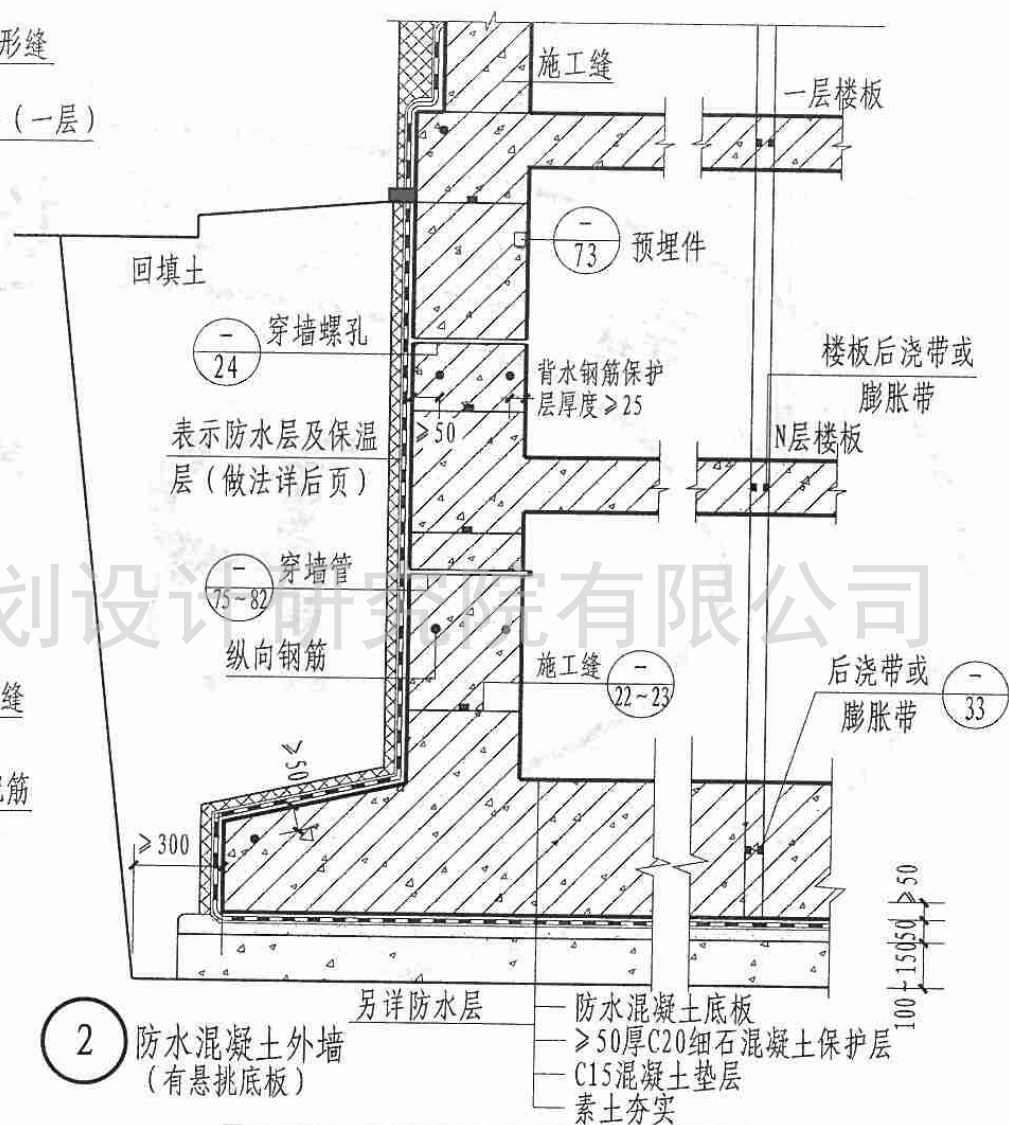 形缝
（一层）
施工缝
一层楼板
回填土
—
73
预埋件
—
24
穿墙螺孔
背水钢筋保护
层厚度≥25
≥50
楼板后浇带或
膨胀带
N层楼板
表示防水层及保温
层（做法详后页）
—
75~82
穿墙管
划设计研究院有限公司
纵向钢筋
施工缝
—
22~23
后浇带或
膨胀带
—
33
缝
筋
≥50
≥300
≥50
50
100~150
另详防水层
防水混凝土底板
≥50厚C20细石混凝土保护层
C15混凝土垫层
素土夯实
2
防水混凝土外墙
（有悬挑底板）